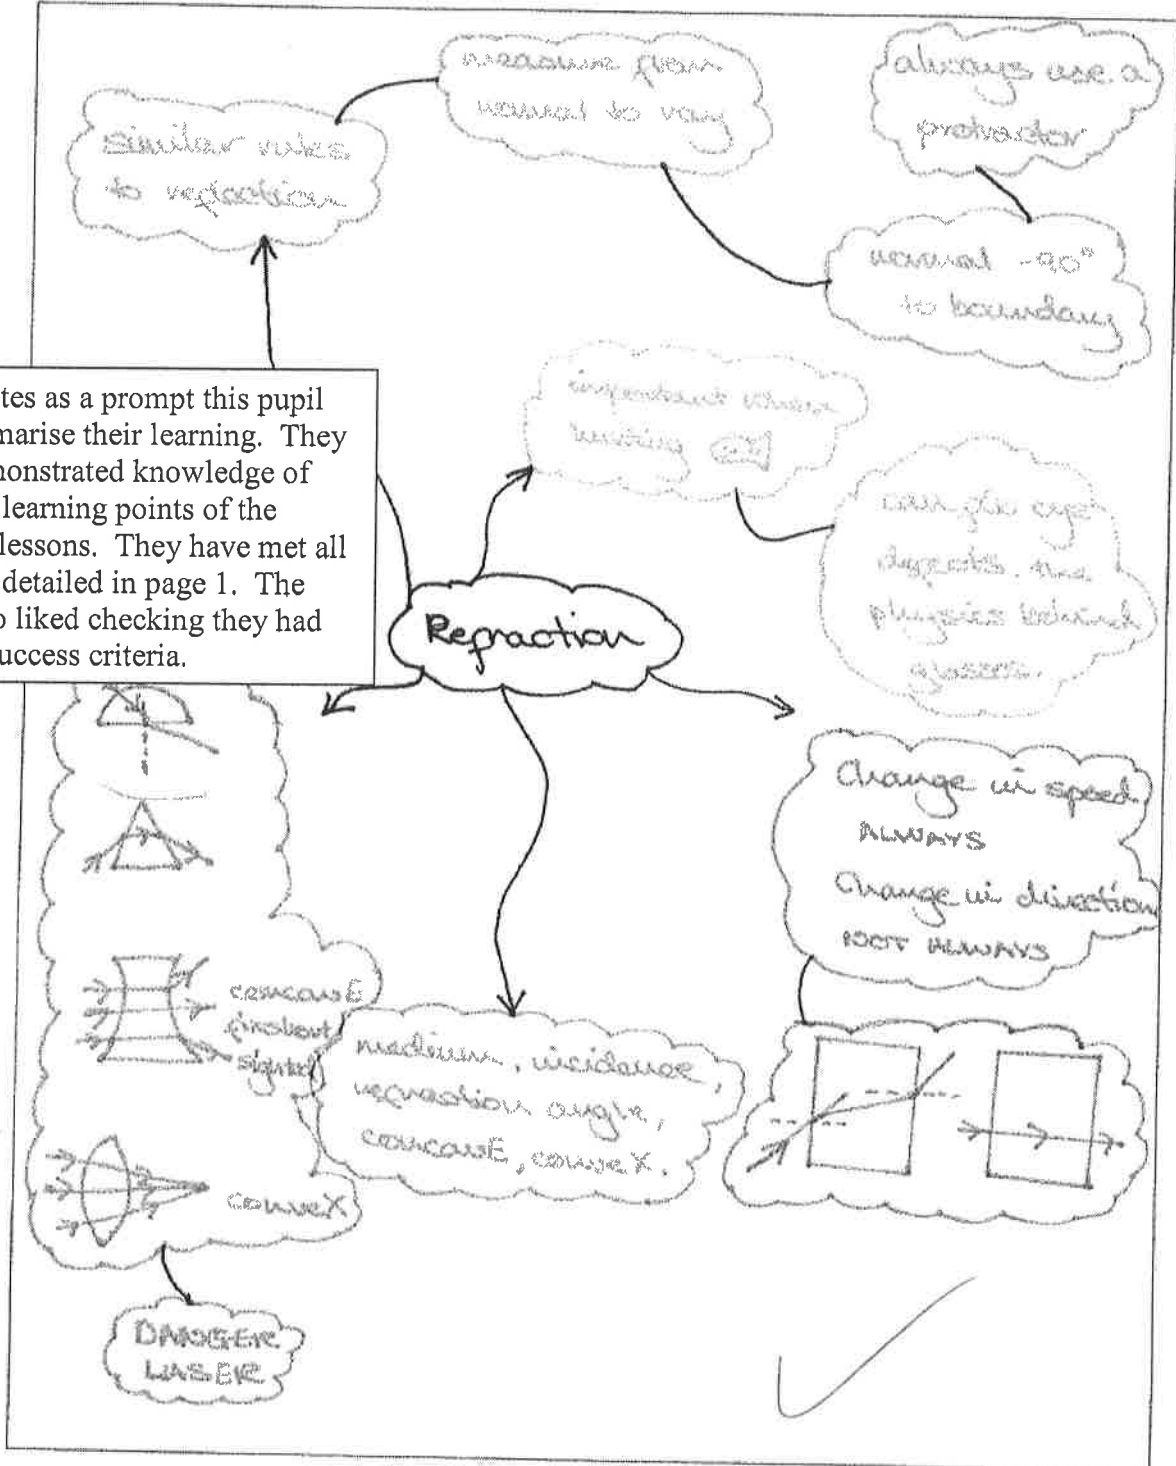 measure from
normal to ray
always use a
protractor
similar rules
to reflection
normal - 90°
to boundary
tes as a prompt this pupil
marise their learning. They
monstrated knowledge of
learning points of the
lessons. They have met all
detailed in page 1. The
o liked checking they had
uccess criteria.
important when
hunting
can fix eye
defects. the
physics behind
glasses.
Refraction
Change in speed
ALWAYS
Change in direction
NOT ALWAYS
concavE
sighted
medium, incidence,
refraction angle,
concavE, conveX.
conveX
DANGER
LASER